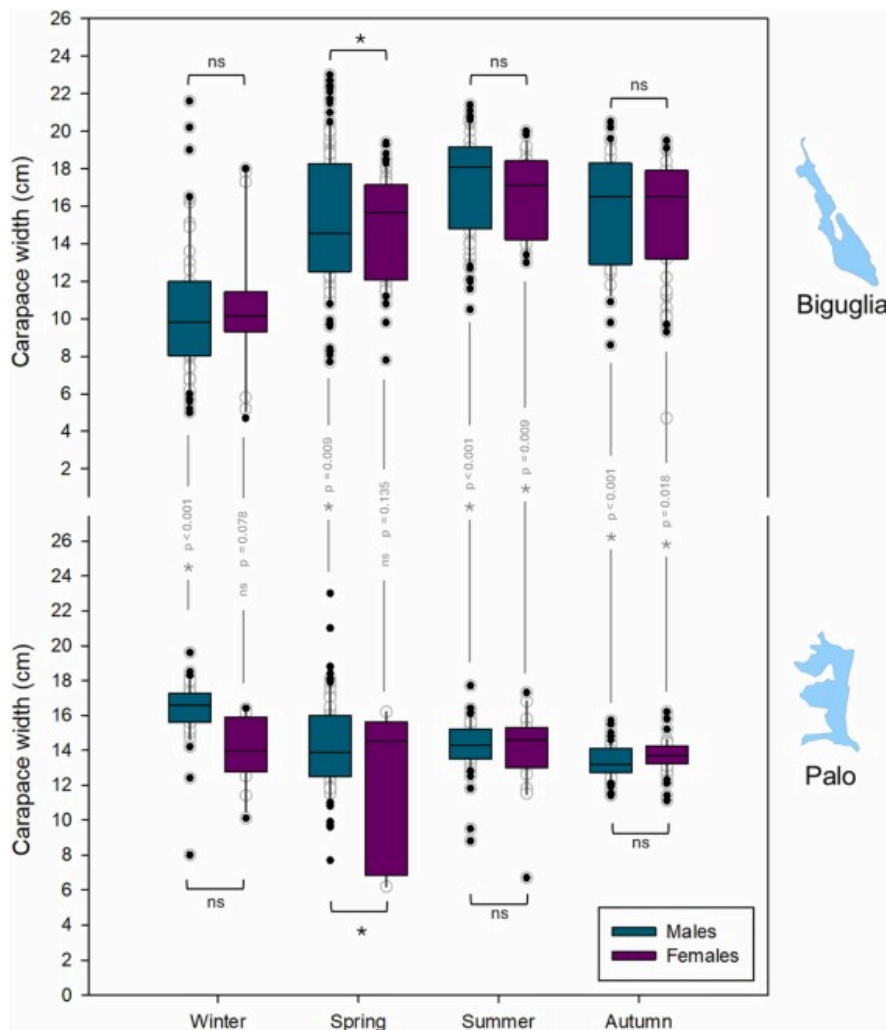 26
24
22
20
18
16
14
12
10
8
6
4
2
Carapace width (cm)
ns
*
ns
ns
Biguglia
* p < 0.001
ns p = 0.078
* p = 0.009
ns p = 0.135
* p < 0.001
* p = 0.009
* p < 0.001
* p = 0.018
26
24
22
20
18
16
14
12
10
8
6
4
2
0
Carapace width (cm)
Palo
ns
*
ns
ns
Males
Females
Winter Spring Summer Autumn